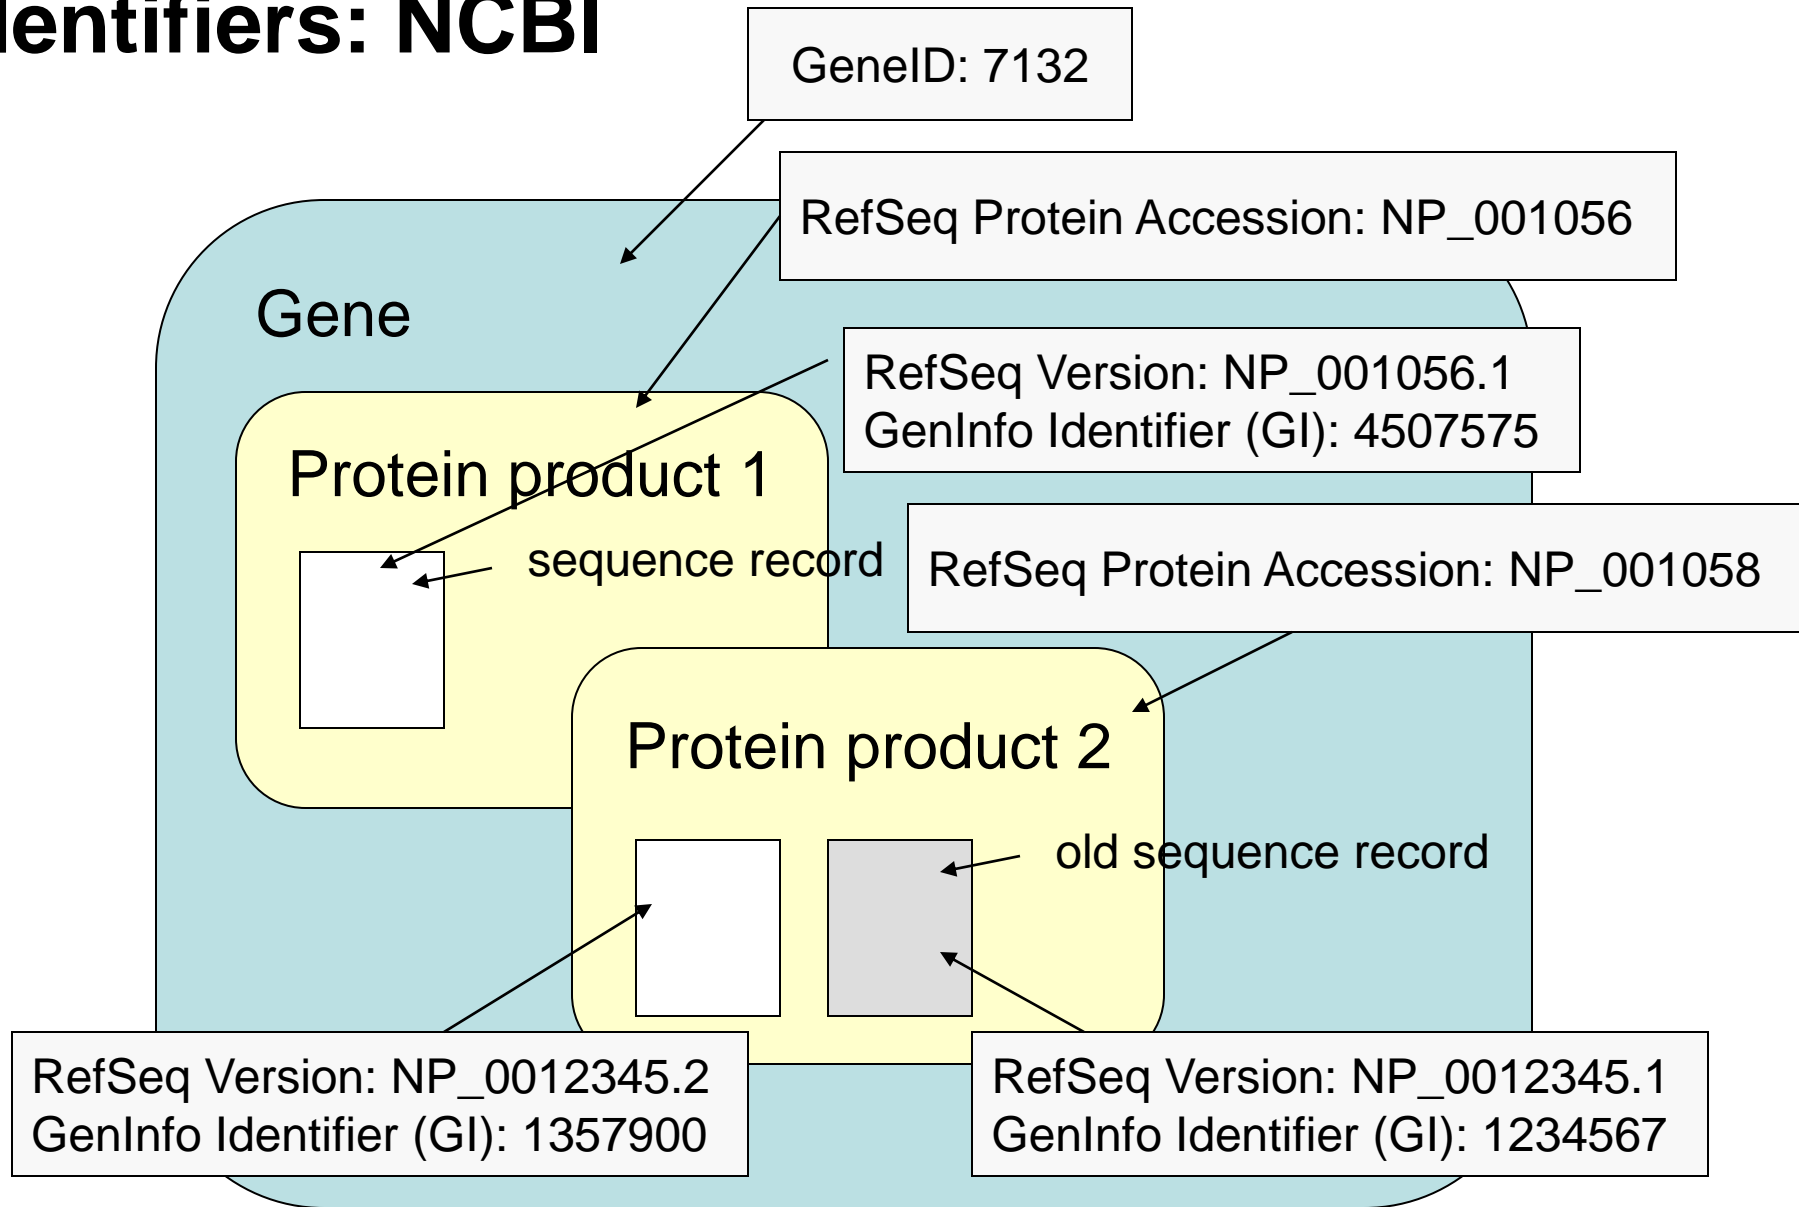 dentifiers: NCBI
GeneID: 7132
RefSeq Protein Accession: NP_001056
Gene
RefSeq Version: NP_001056.1
GenInfo Identifier (GI): 4507575
Protein product 1
sequence record
RefSeq Protein Accession: NP_001058
Protein product 2
old sequence record
RefSeq Version: NP_0012345.2
GenInfo Identifier (GI): 1357900
RefSeq Version: NP_0012345.1
GenInfo Identifier (GI): 1234567